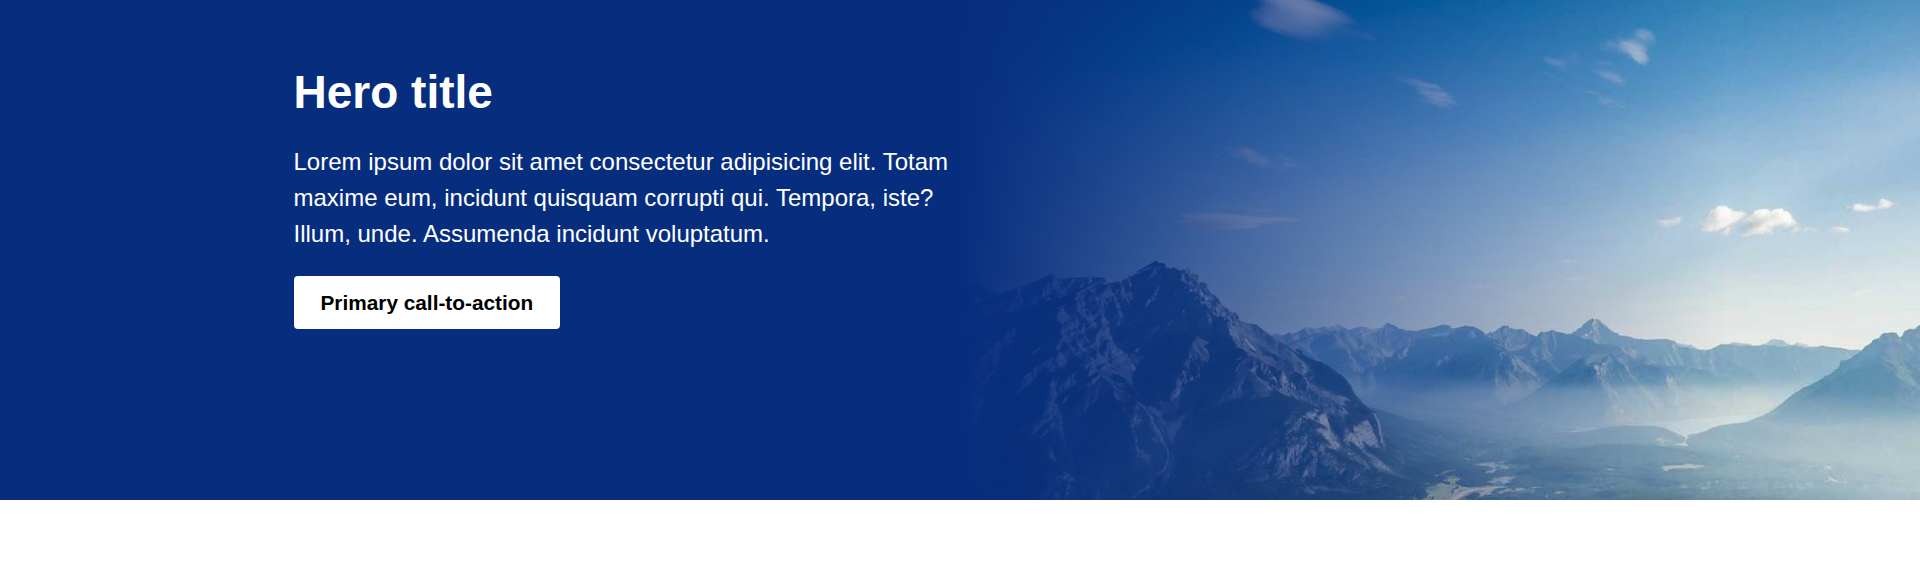 Hero title
Lorem ipsum dolor sit amet consectetur adipisicing elit. Totam
maxime eum, incidunt quisquam corrupti qui. Tempora, iste?
Illum, unde. Assumenda incidunt voluptatum.
Primary call-to-action